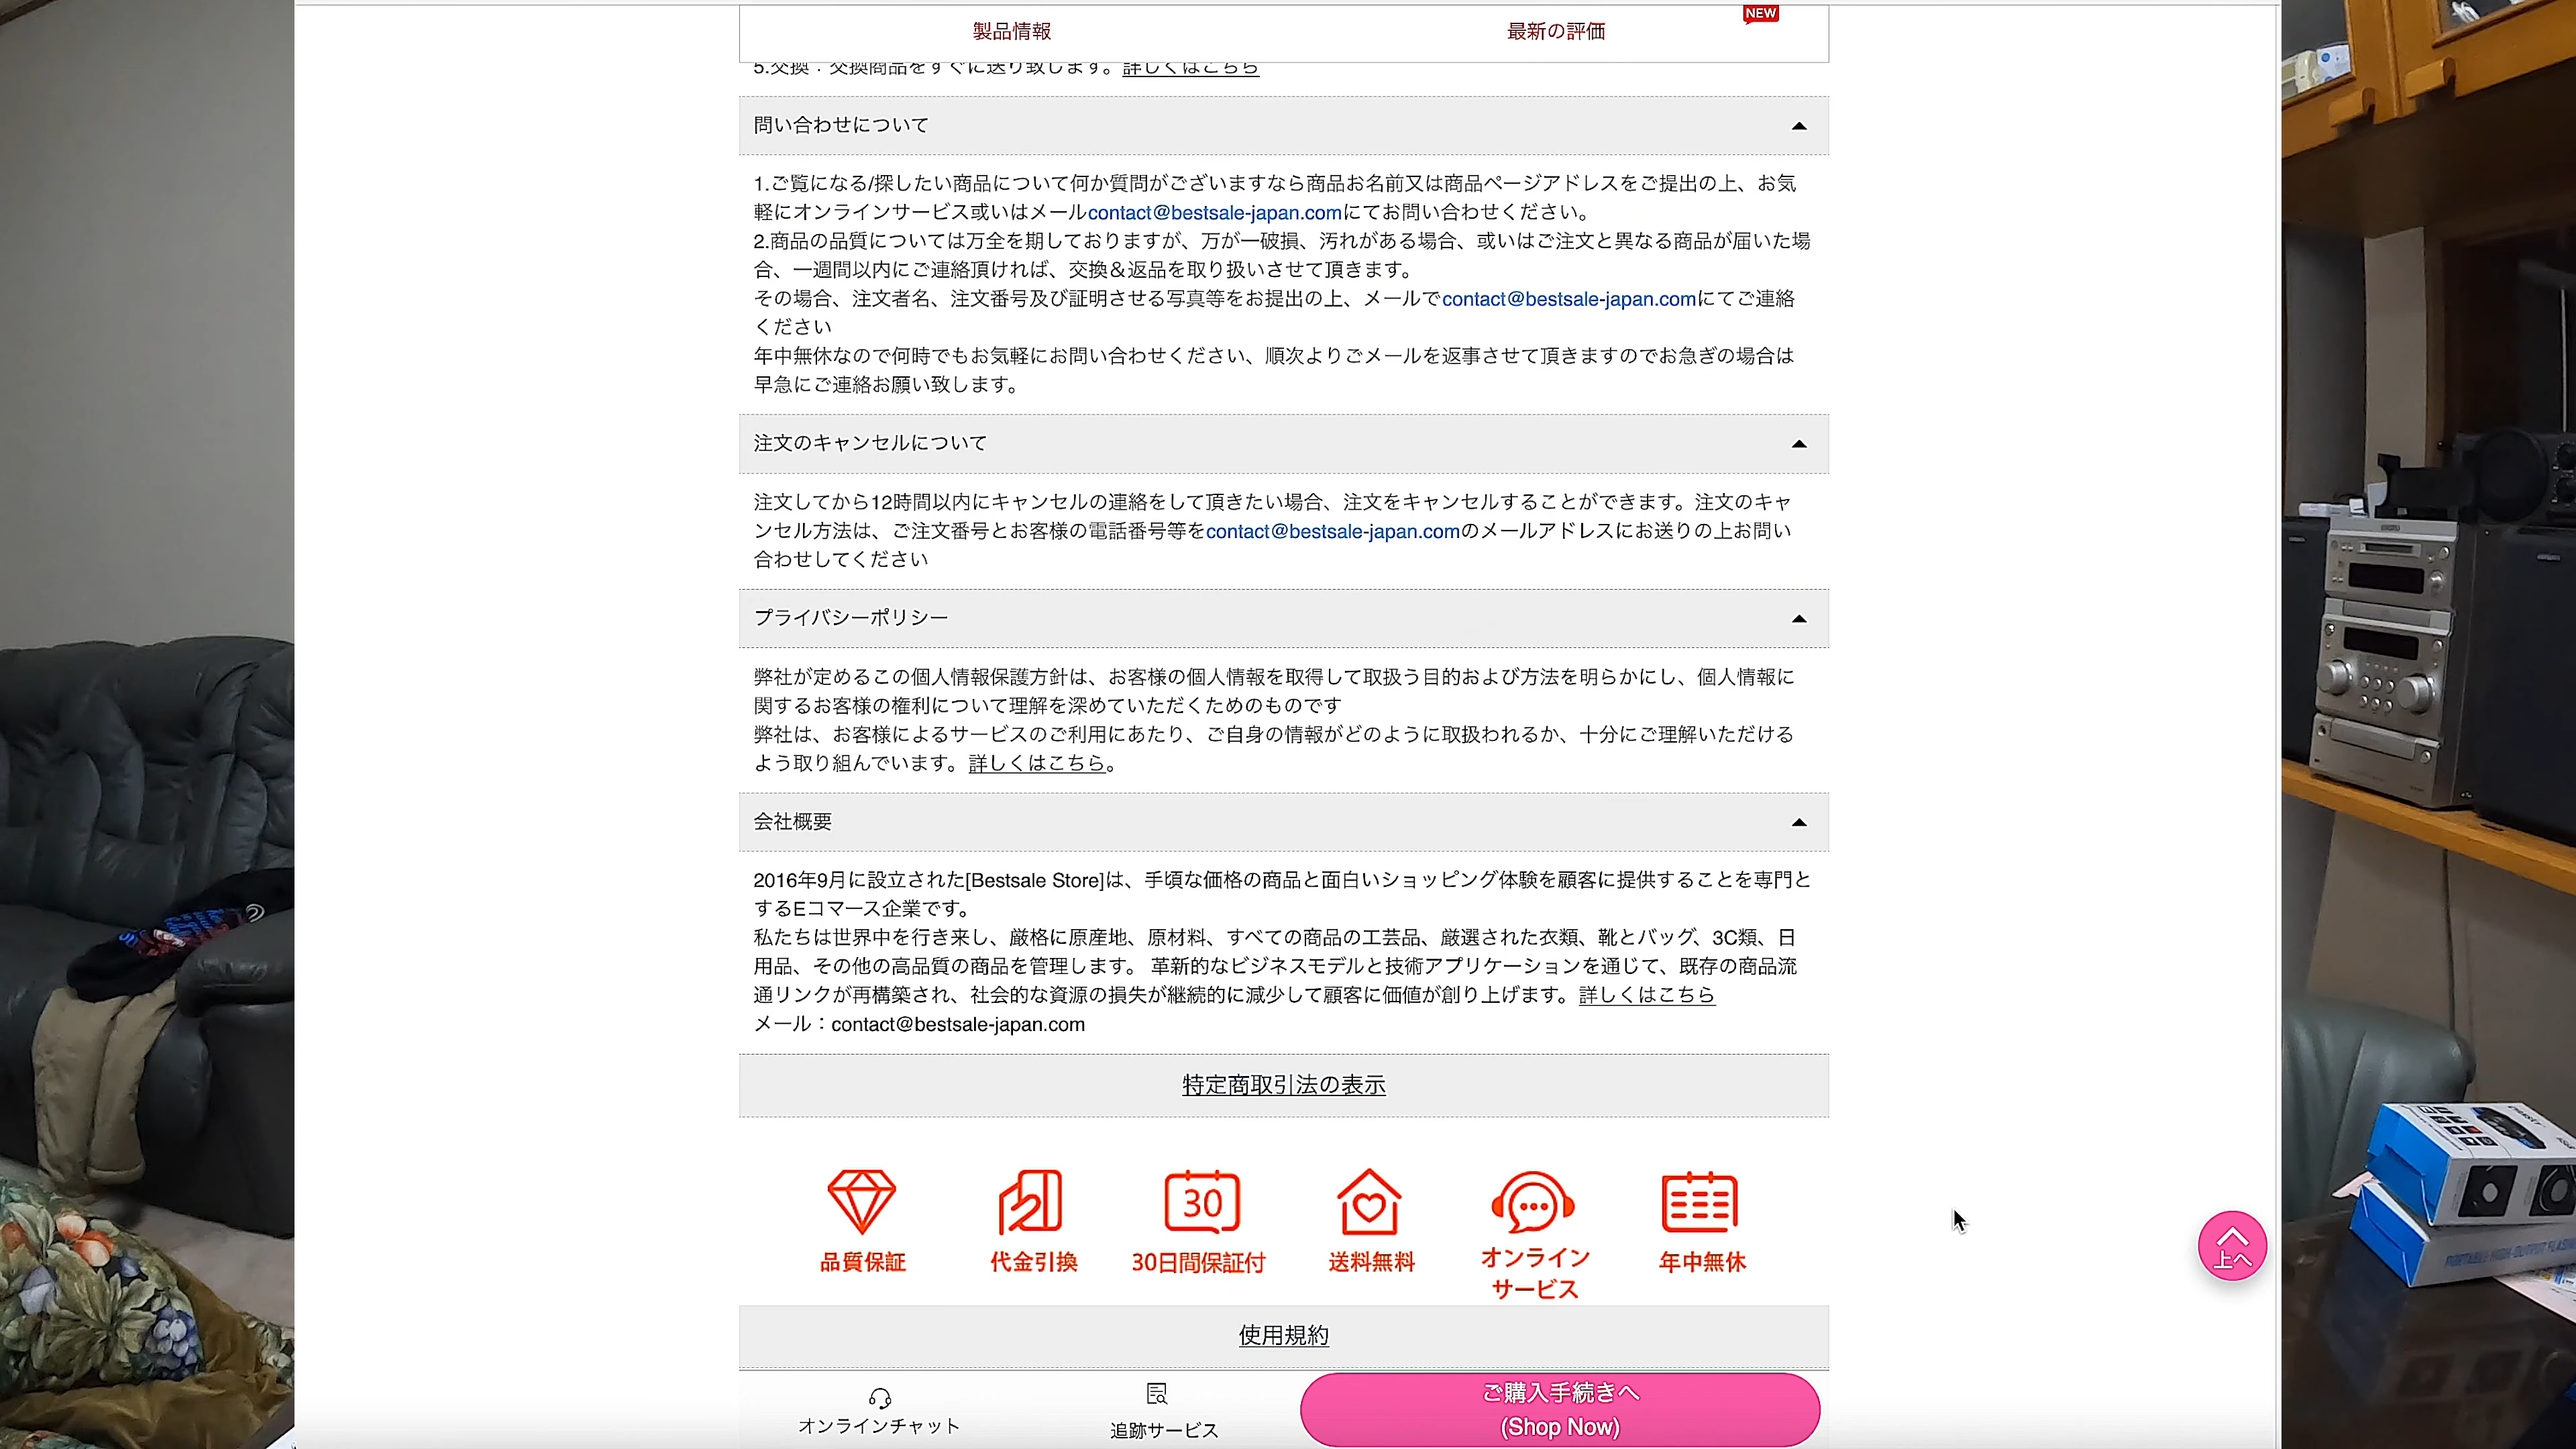 製品情報
最新の評価
NEW
5.交換：交換商品をすぐに送り致します。詳しくはこちら
問い合わせについて
1.ご覧になる/探したい商品について何か質問がございますなら商品お名前又は商品ページアドレスをご提出の上、お気
軽にオンラインサービス或いはメールcontact@bestsale-japan.comにてお問い合わせください。
2.商品の品質については万全を期しておりますが、万が一破損、汚れがある場合、或いはご注文と異なる商品が届いた場
合、一週間以内にご連絡頂ければ、交換＆返品を取り扱いさせて頂きます。
その場合、注文者名、注文番号及び証明させる写真等をお提出の上、メールでcontact@bestsale-japan.comにてご連絡
ください
年中無休なので何時でもお気軽にお問い合わせください、順次よりごメールを返事させて頂きますのでお急ぎの場合は
早急にご連絡お願い致します。
注文のキャンセルについて
注文してから12時間以内にキャンセルの連絡をして頂きたい場合、注文をキャンセルすることができます。注文のキャ
ンセル方法は、ご注文番号とお客様の電話番号等をcontact@bestsale-japan.comのメールアドレスにお送りの上お問い
合わせしてください
プライバシーポリシー
弊社が定めるこの個人情報保護方針は、お客様の個人情報を取得して取扱う目的および方法を明らかにし、個人情報に
関するお客様の権利について理解を深めていただくためのものです
弊社は、お客様によるサービスのご利用にあたり、ご自身の情報がどのように取扱われるか、十分にご理解いただける
よう取り組んでいます。詳しくはこちら。
会社概要
2016年9月に設立された[Bestsale Store]は、手頃な価格の商品と面白いショッピング体験を顧客に提供することを専門と
するEコマース企業です。
私たちは世界中を行き来し、厳格に原産地、原材料、すべての商品の工芸品、厳選された衣類、靴とバッグ、3C類、日
用品、その他の高品質の商品を管理します。 革新的なビジネスモデルと技術アプリケーションを通じて、既存の商品流
通リンクが再構築され、社会的な資源の損失が継続的に減少して顧客に価値が創り上げます。詳しくはこちら
メール：contact@bestsale-japan.com
特定商取引法の表示
30
品質保証
代金引換
30日間保証付
送料無料
オンライン
サービス
年中無休
上へ
使用規約
オンラインチャット
追跡サービス
ご購入手続きへ
(Shop Now)